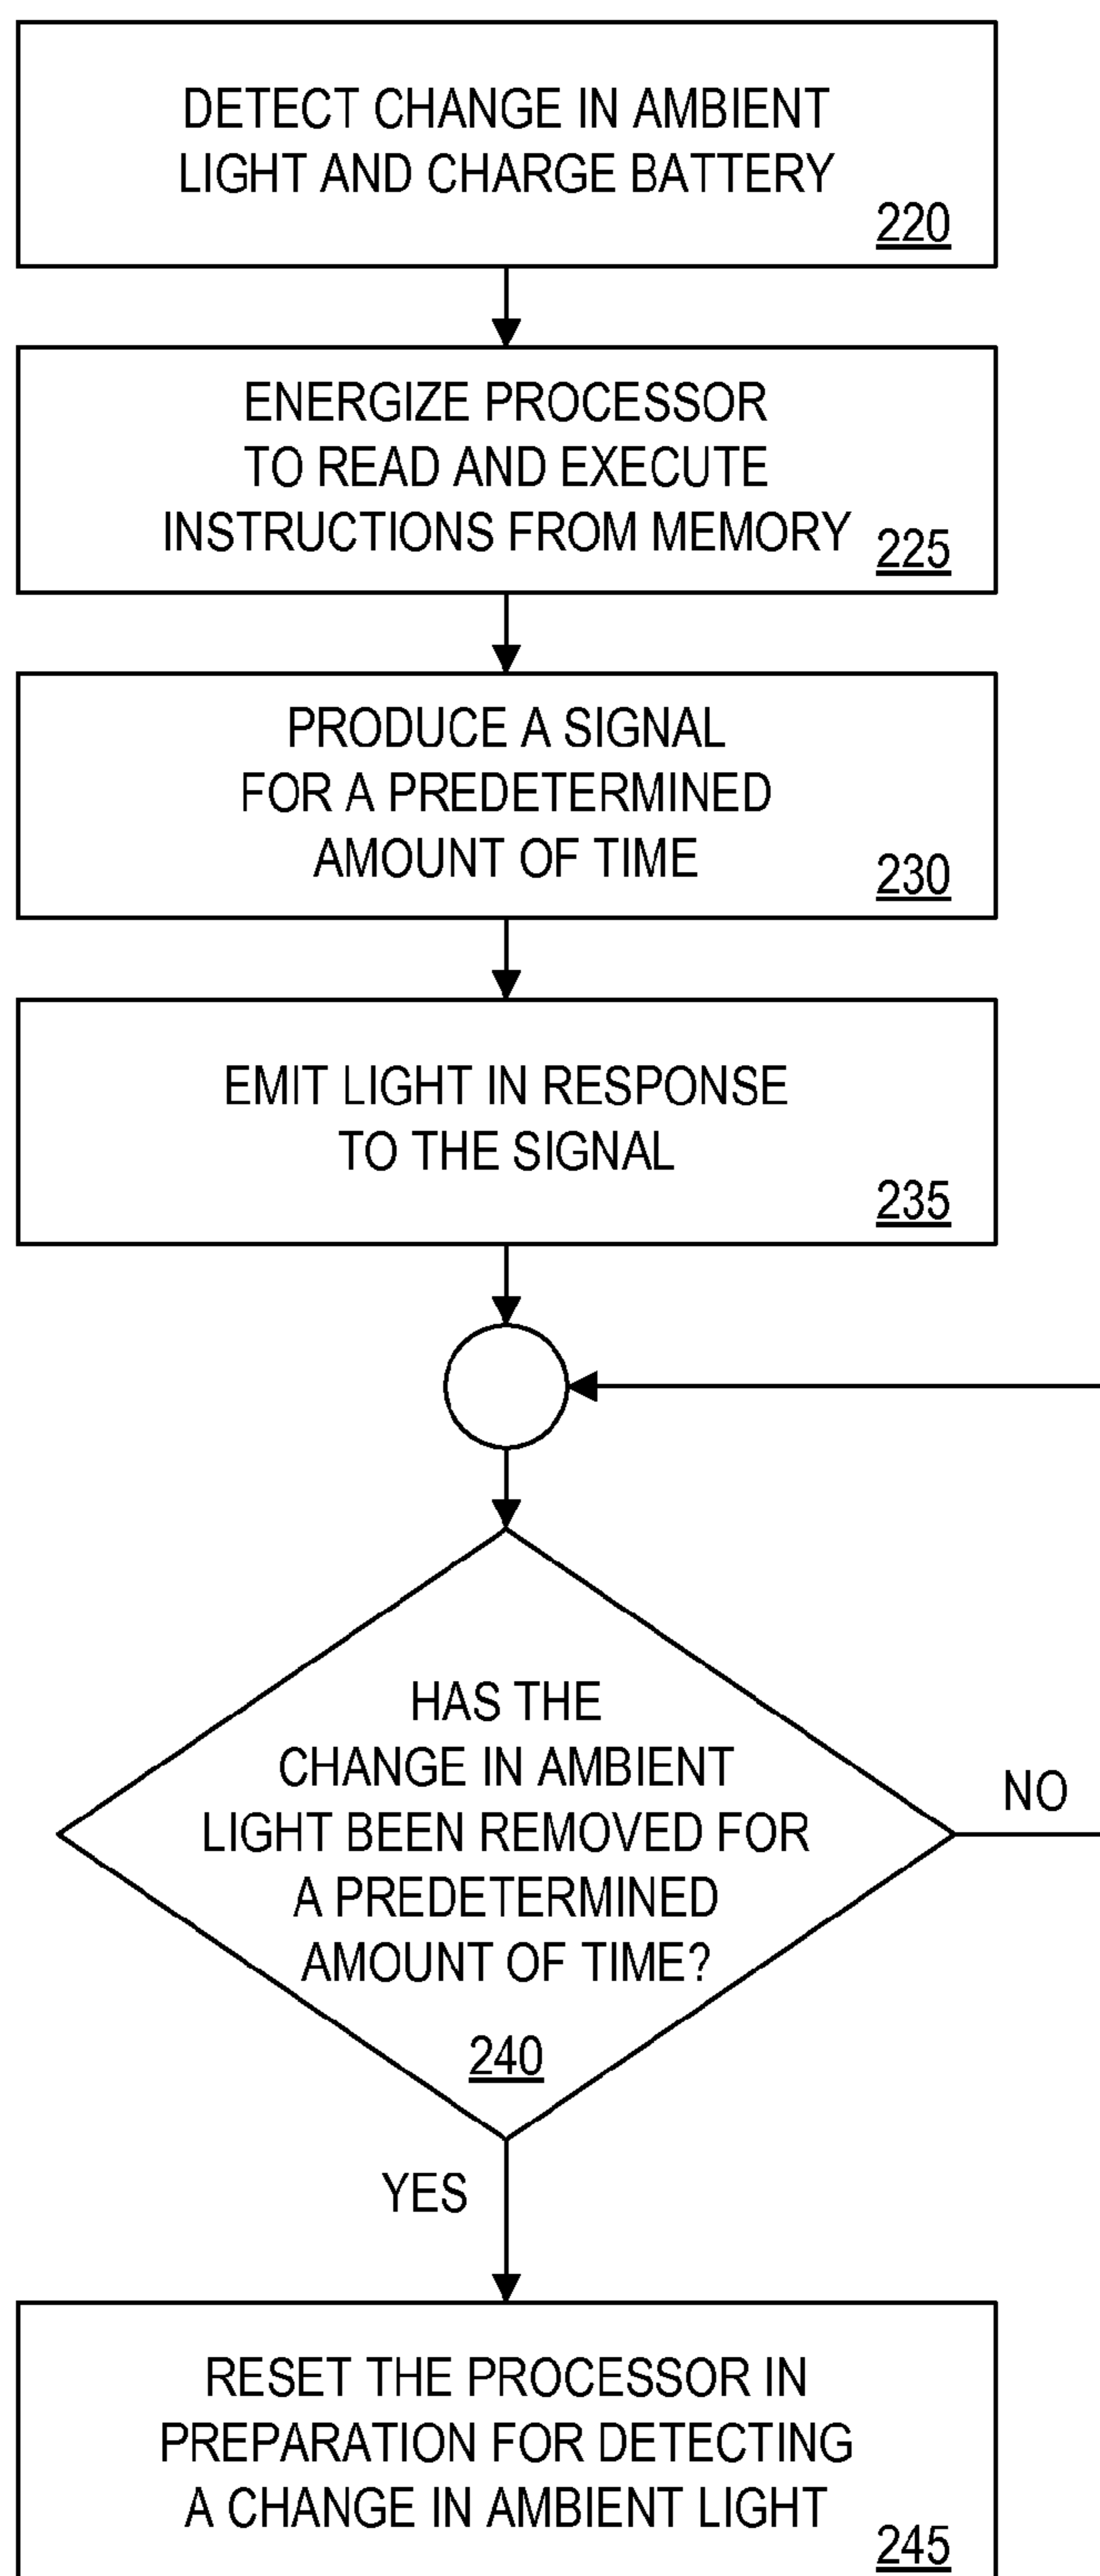 DETECT CHANGE IN AMBIENT
LIGHT AND CHARGE BATTERY
220
ENERGIZE PROCESSOR
TO READ AND EXECUTE
INSTRUCTIONS FROM MEMORY
225
PRODUCE A SIGNAL
FOR A PREDETERMINED
AMOUNT OF TIME
230
EMIT LIGHT IN RESPONSE
TO THE SIGNAL
235
HAS THE
CHANGE IN AMBIENT
LIGHT BEEN REMOVED FOR
A PREDETERMINED
AMOUNT OF TIME?
240
NO
YES
RESET THE PROCESSOR IN
PREPARATION FOR DETECTING
A CHANGE IN AMBIENT LIGHT
245